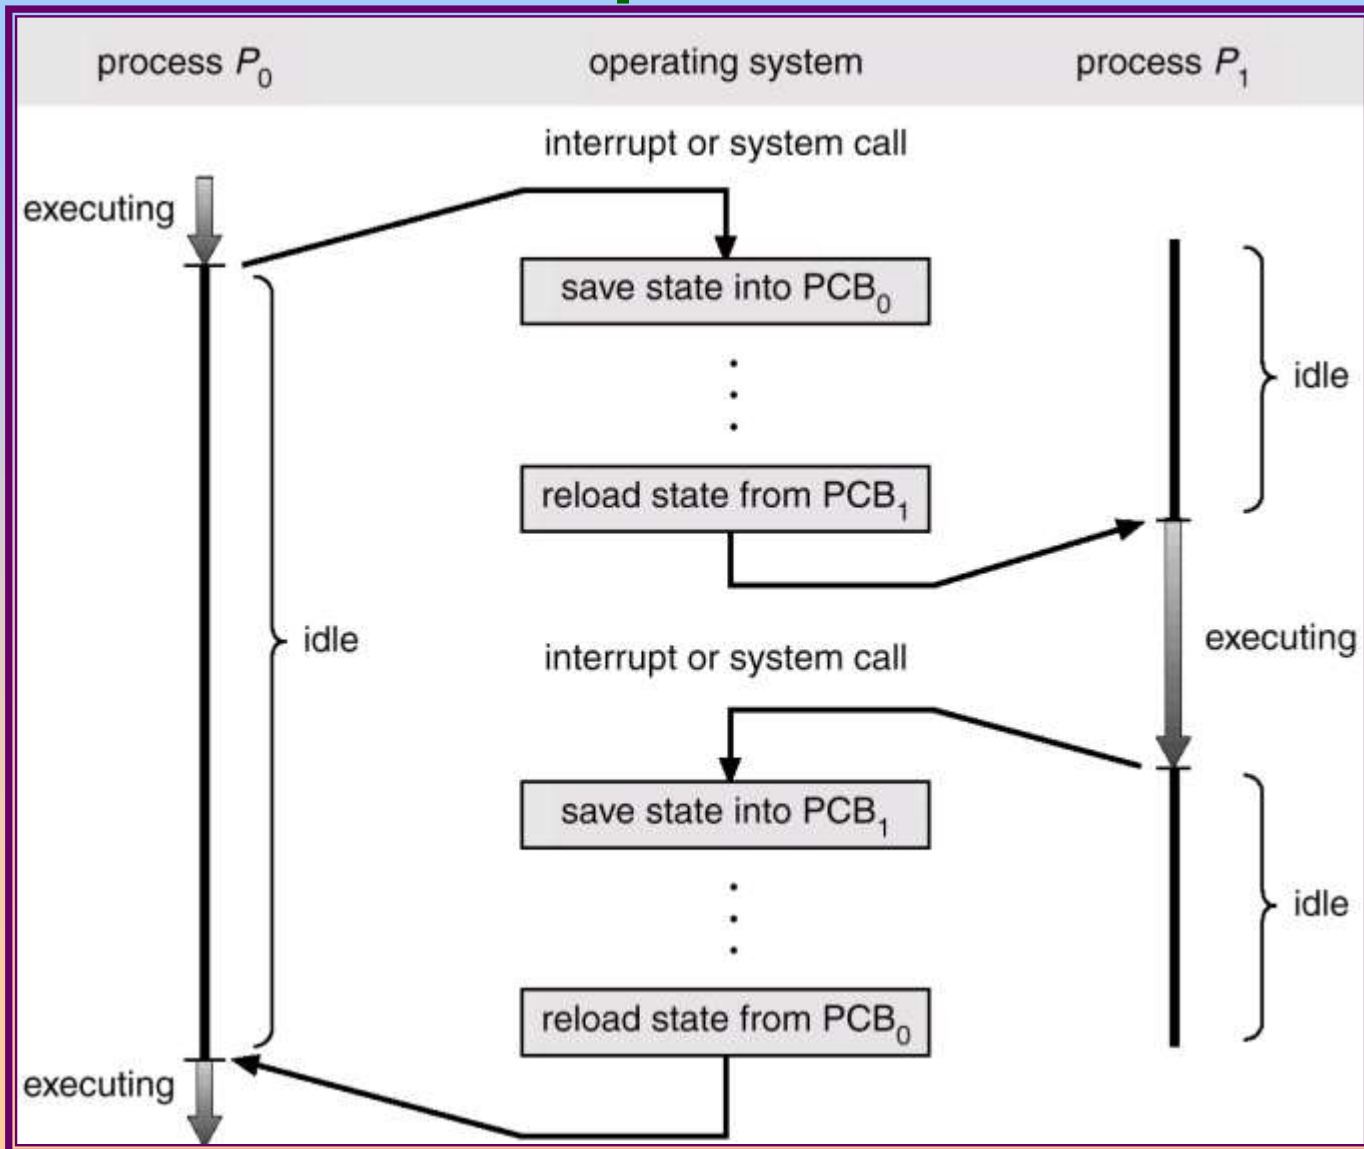 process P₀ operating system process P₁
interrupt or system call
executing
save state into PCB₀
idle
reload state from PCB₁
idle
executing
interrupt or system call
save state into PCB₁
idle
reload state from PCB₀
executing